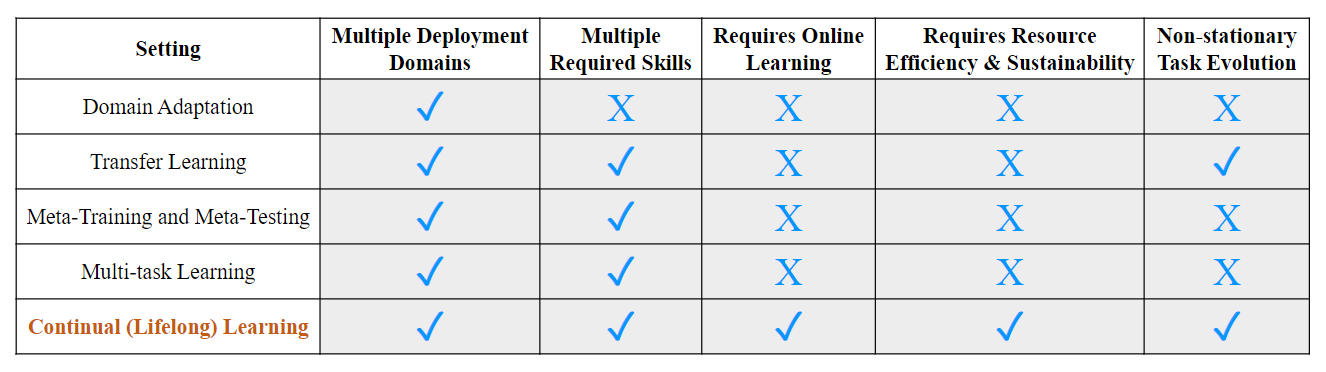 Setting
Multiple Deployment
Domains
Multiple
Required Skills
Requires Online
Learning
Requires Resource
Efficiency & Sustainability
Non-stationary
Task Evolution
Domain Adaptation ✓ X X X X
Transfer Learning ✓ ✓ X X ✓
Meta-Training and Meta-Testing ✓ ✓ X X X
Multi-task Learning ✓ ✓ X X X
Continual (Lifelong) Learning ✓ ✓ ✓ ✓ ✓